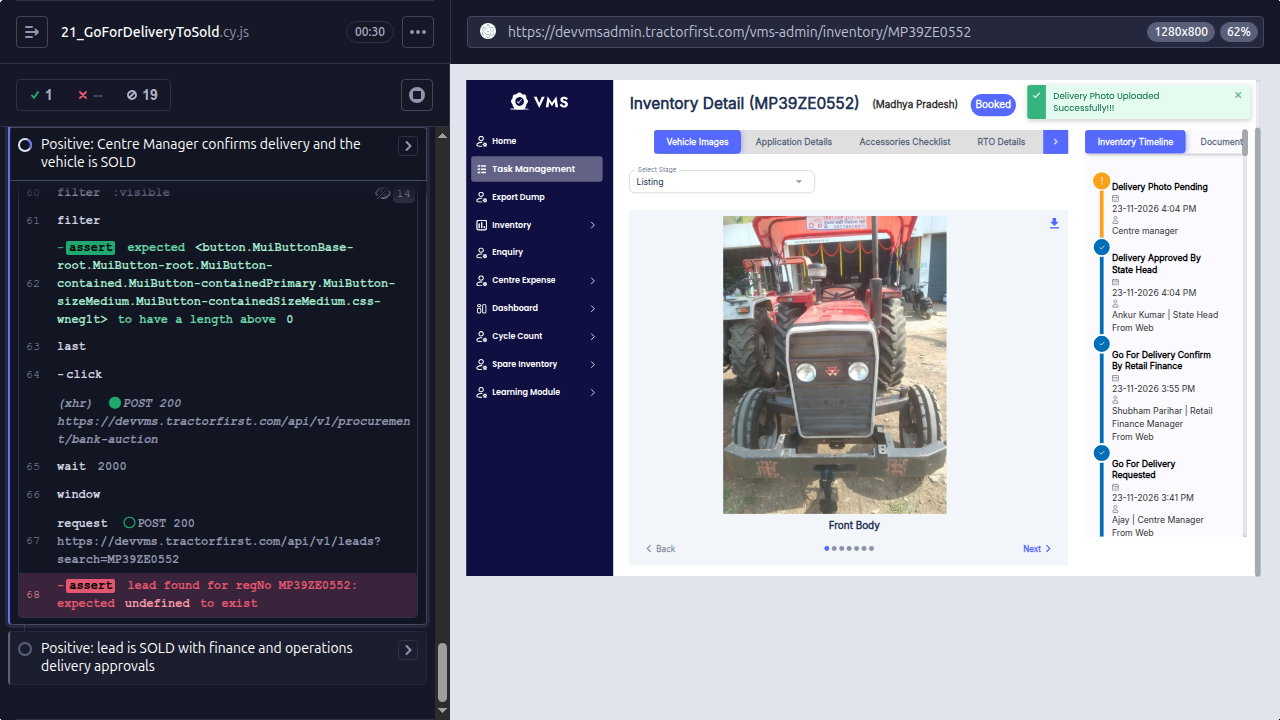 21_GoForDeliveryToSold.cy.js
00:30
1
--
19
https://devvmsadmin.tractorfirst.com/vms-admin/inventory/MP39ZE0552
1280x800
62%
Positive: Centre Manager confirms delivery and the
vehicle is SOLD
60 filter :visible 14
61 filter
-assert expected <button.MuiButtonBase-
root.MuiButton-root.MuiButton-
62 contained.MuiButton-containedPrimary.MuiButton-
sizeMedium.MuiButton-containedSizeMedium.css-
wneg1t> to have a length above 0
63 last
64 -click
(xhr) POST 200
https://devvms.tractorfirst.com/api/v1/procuremen
t/bank-auction
65 wait 2000
66 window
request POST 200
67 https://devvms.tractorfirst.com/api/v1/leads?
search=MP39ZE0552
-assert lead found for regNo MP39ZE0552:
68 expected undefined to exist
Positive: lead is SOLD with finance and operations
delivery approvals
VMS
Home
Task Management
Export Dump
Inventory
Enquiry
Centre Expense
Dashboard
Cycle Count
Spare Inventory
Learning Module
Inventory Detail (MP39ZE0552)
(Madhya Pradesh)
Booked
Delivery Photo Uploaded
Successfully!!!
Vehicle Images
Application Details
Accessories Checklist
RTO Details
Inventory Timeline
Document
Select Stage
Listing
Front Body
Back
Next
Delivery Photo Pending
23-11-2026 4:04 PM
Centre manager
Delivery Approved By
State Head
23-11-2026 4:04 PM
Ankur Kumar | State Head
From Web
Go For Delivery Confirm
By Retail Finance
23-11-2026 3:55 PM
Shubham Parihar | Retail
Finance Manager
From Web
Go For Delivery
Requested
23-11-2026 3:41 PM
Ajay | Centre Manager
From Web